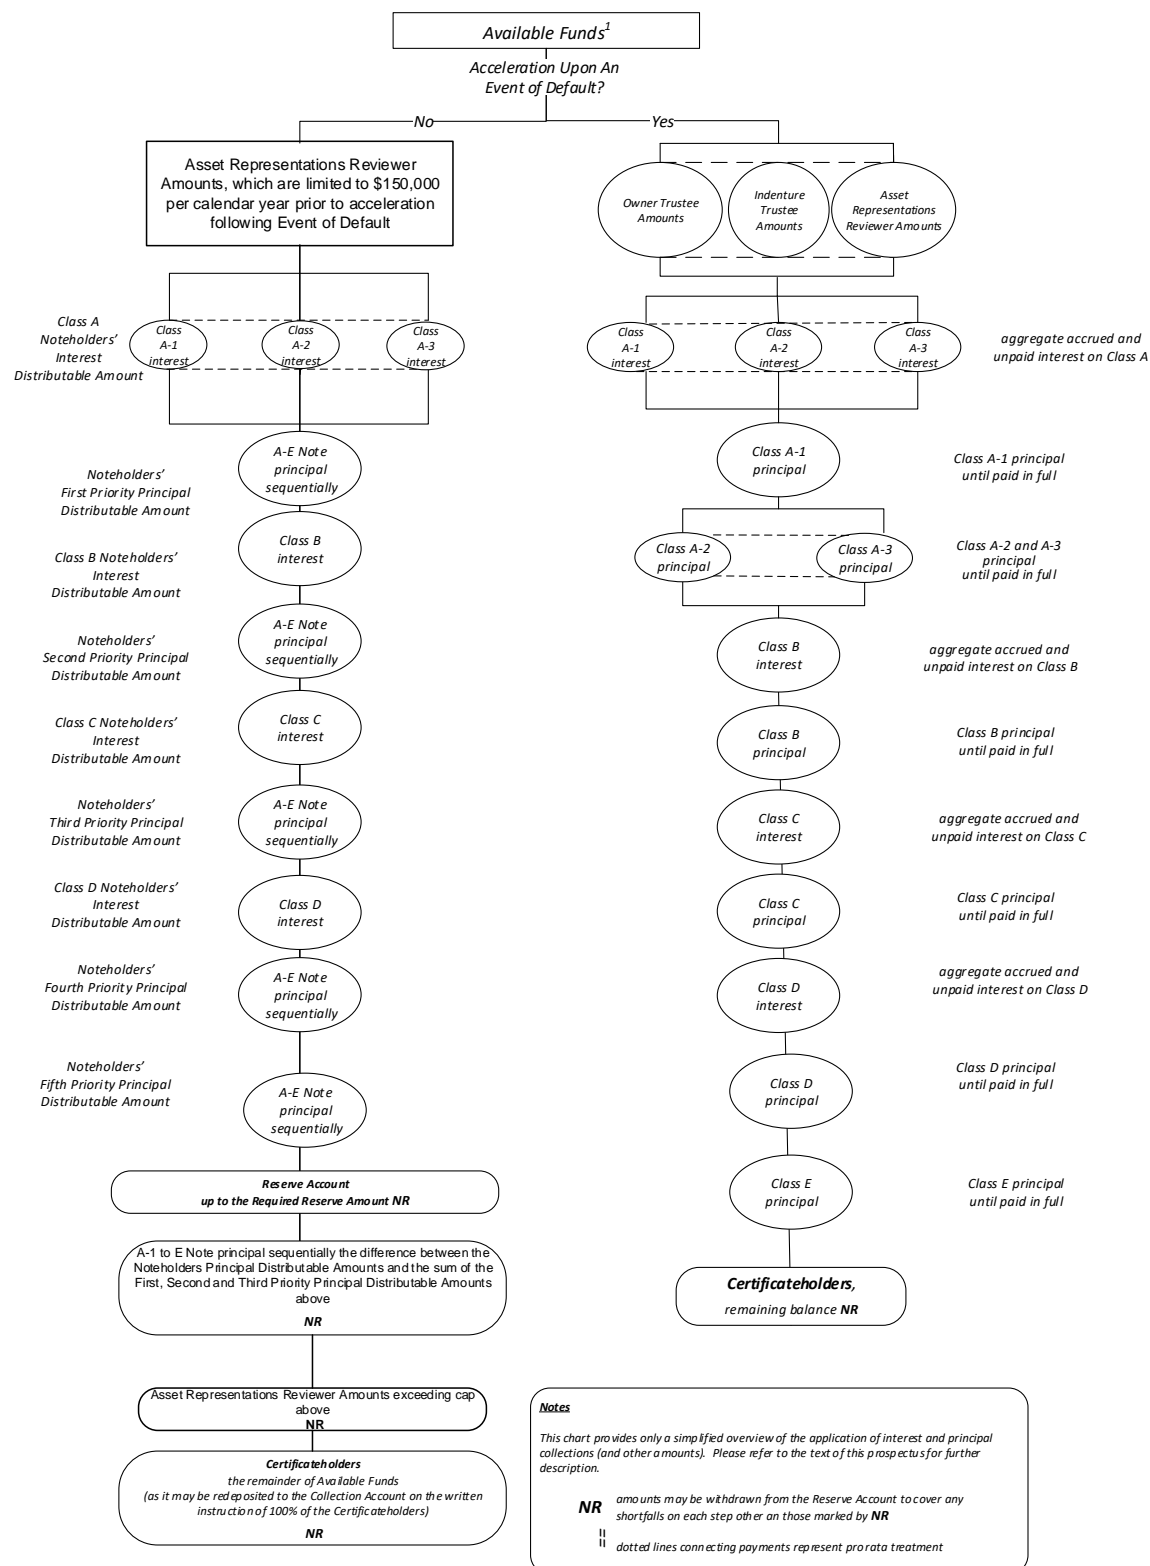 Available Funds1
Acceleration Upon An
Event of Default?
No
Yes
Asset Representations Reviewer
Amounts, which are limited to $150,000
per calendar year prior to acceleration
following Event of Default
Class A
Noteholders'
Interest
Distributable Amount
Class
A-1
interest
Class
A-2
interest
Class
A-3
interest
A-E Note
principal
sequentially
Noteholders'
First Priority Principal
Distributable Amount
Class B
interest
Class B Noteholders'
Interest
Distributable Amount
A-E Note
principal
sequentially
Noteholders'
Second Priority Principal
Distributable Amount
Class C
interest
Class C Noteholders'
Interest
Distributable Amount
A-E Note
principal
sequentially
Noteholders'
Third Priority Principal
Distributable Amount
Class D
interest
Class D Noteholders'
Interest
Distributable Amount
A-E Note
principal
sequentially
Noteholders'
Fourth Priority Principal
Distributable Amount
A-E Note
principal
sequentially
Noteholders'
Fifth Priority Principal
Distributable Amount
Reserve Account
up to the Required Reserve Amount NR
A-1 to E Note principal sequentially the difference between the
Noteholders Principal Distributable Amounts and the sum of the
First, Second and Third Priority Principal Distributable Amounts
above
NR
Asset Representations Reviewer Amounts exceeding cap
above
NR
Certificateholders
the remainder of Available Funds
(as it may be redeposited to the Collection Account on the written
instruction of 100% of the Certificateholders)
NR
Owner Trustee
Amounts
Indenture
Trustee
Amounts
Asset
Representations
Reviewer Amounts
Class
A-1
interest
Class
A-2
interest
Class
A-3
interest
aggregate accrued and
unpaid interest on Class A
Class A-1
principal
Class A-1 principal
until paid in full
Class A-2
principal
Class A-3
principal
Class A-2 and A-3
principal
until paid in full
Class B
interest
aggregate accrued and
unpaid interest on Class B
Class B
principal
Class B principal
until paid in full
Class C
interest
aggregate accrued and
unpaid interest on Class C
Class C
principal
Class C principal
until paid in full
Class D
interest
aggregate accrued and
unpaid interest on Class D
Class D
principal
Class D principal
until paid in full
Class E
principal
Class E principal
until paid in full
Certificateholders,
remaining balance NR
Notes
This chart provides only a simplified overview of the application of interest and principal
collections (and other amounts). Please refer to the text of this prospectus for further
description.
NR amounts may be withdrawn from the Reserve Account to cover any
shortfalls on each step other an those marked by NR
dotted lines connecting payments represent pro rata treatment